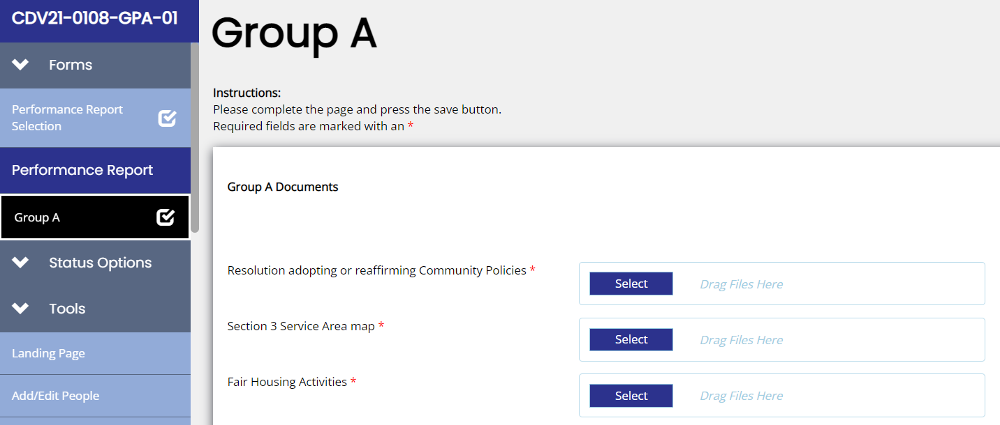 CDV21-0108-GPA-01
Forms
Performance Report
Selection
Performance Report
Group A
Status Options
Tools
Landing Page
Add/Edit People
Group A
Instructions:
Please complete the page and press the save button.
Required fields are marked with an *
Group A Documents
Resolution adopting or reaffirming Community Policies *
Select Drag Files Here
Section 3 Service Area map *
Select Drag Files Here
Fair Housing Activities *
Select Drag Files Here